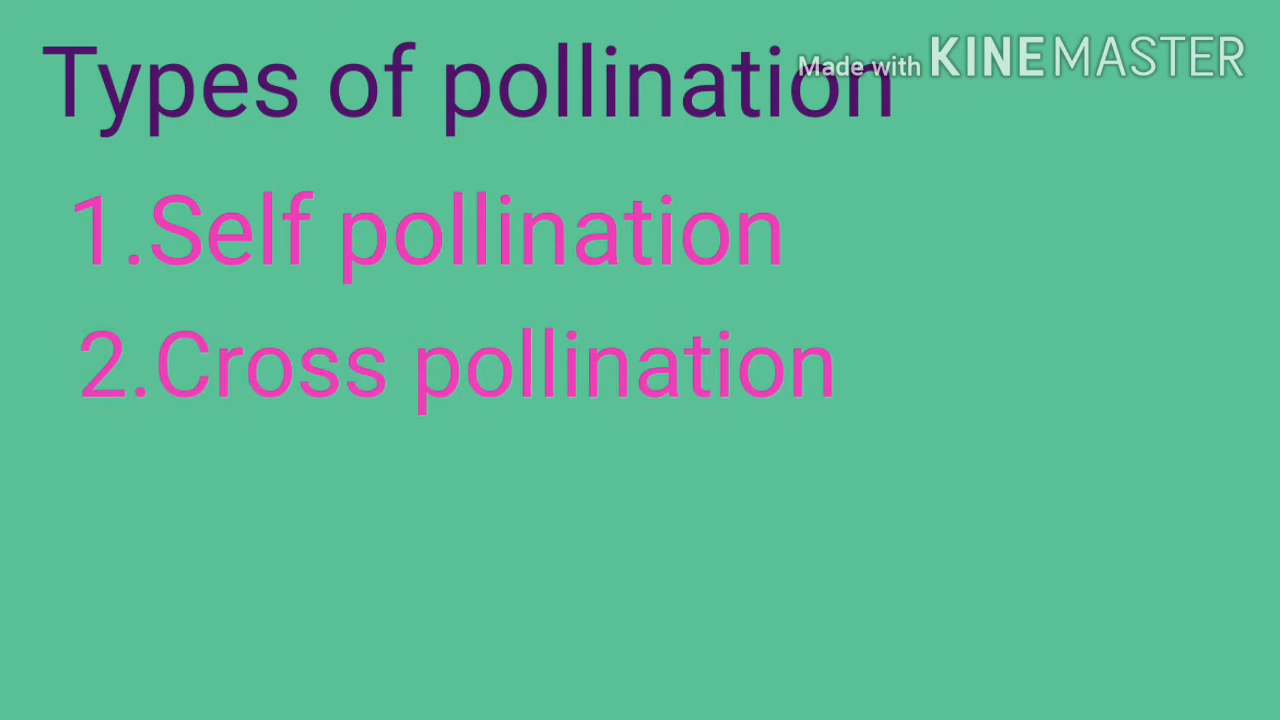 Types of pollination
Made with KINEMASTER
1.Self pollination
2.Cross pollination